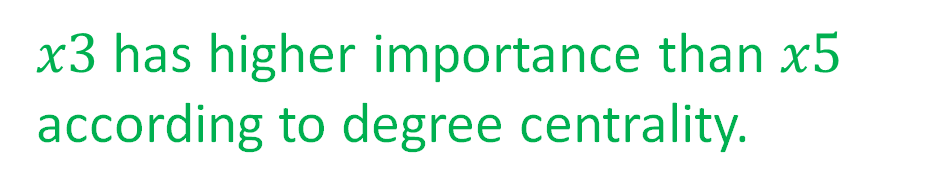 x3 has higher importance than x5
according to degree centrality.